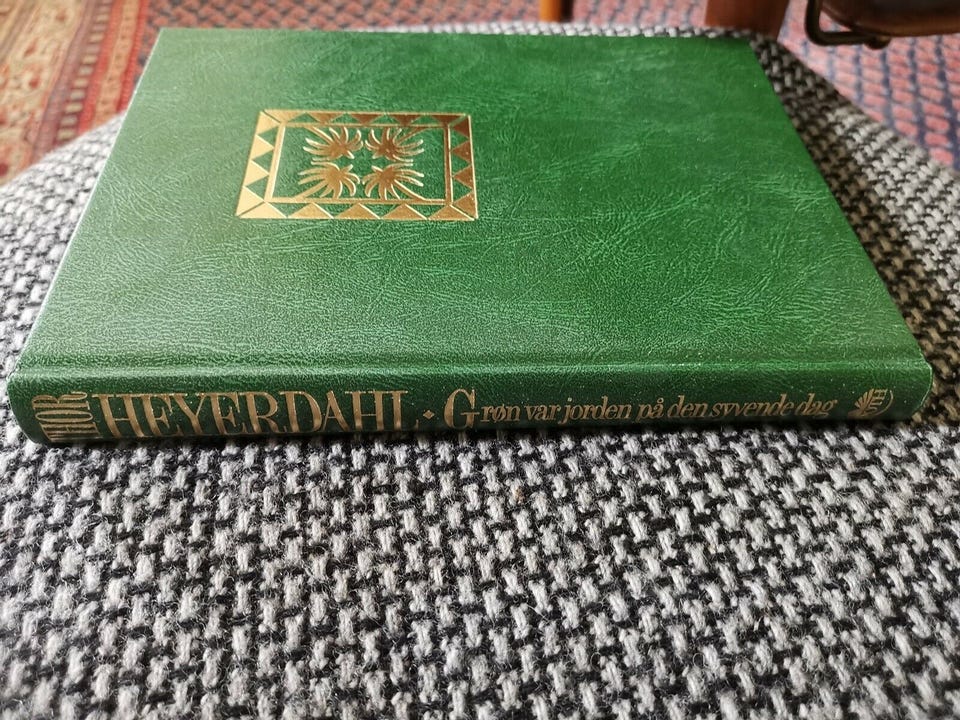 THOR
HEYERDAHL · Grøn var jorden på den syvende dag